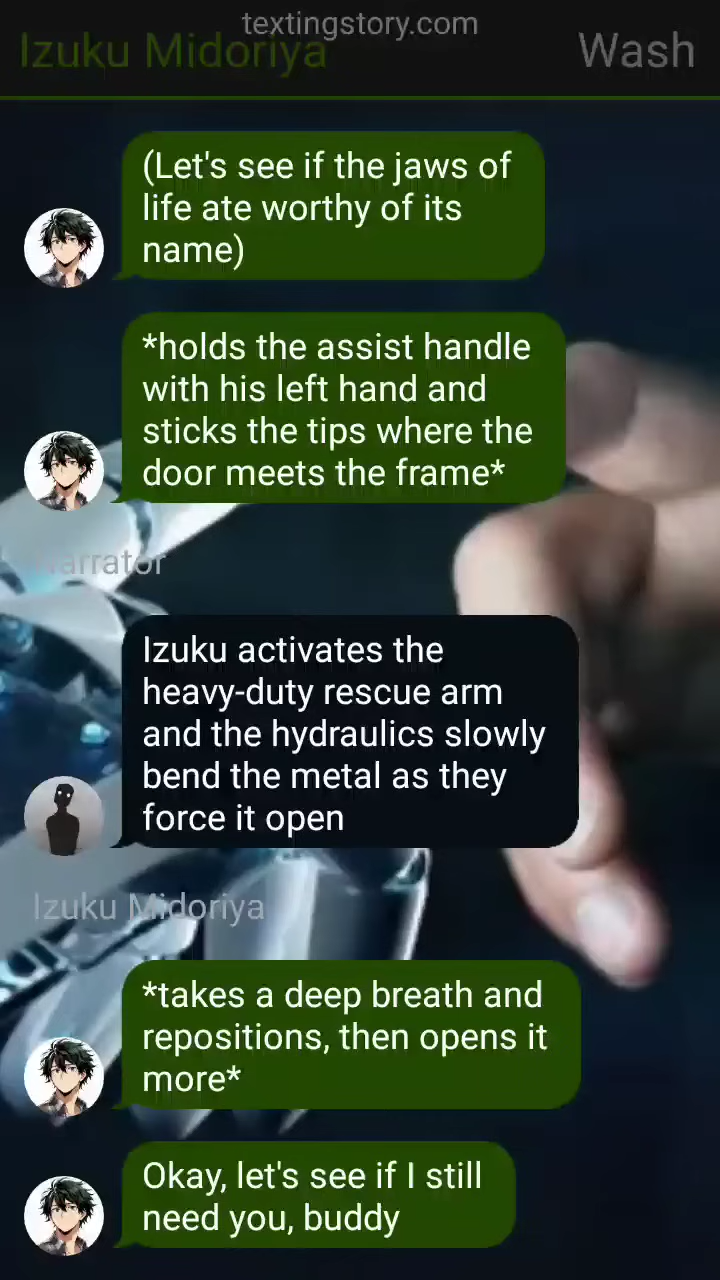 textingstory.com
Izuku Midoriya
Wash
(Let's see if the jaws of
life ate worthy of its
name)
*holds the assist handle
with his left hand and
sticks the tips where the
door meets the frame*
Narrator
Izuku activates the
heavy-duty rescue arm
and the hydraulics slowly
bend the metal as they
force it open
Izuku Midoriya
*takes a deep breath and
repositions, then opens it
more*
Okay, let's see if I still
need you, buddy